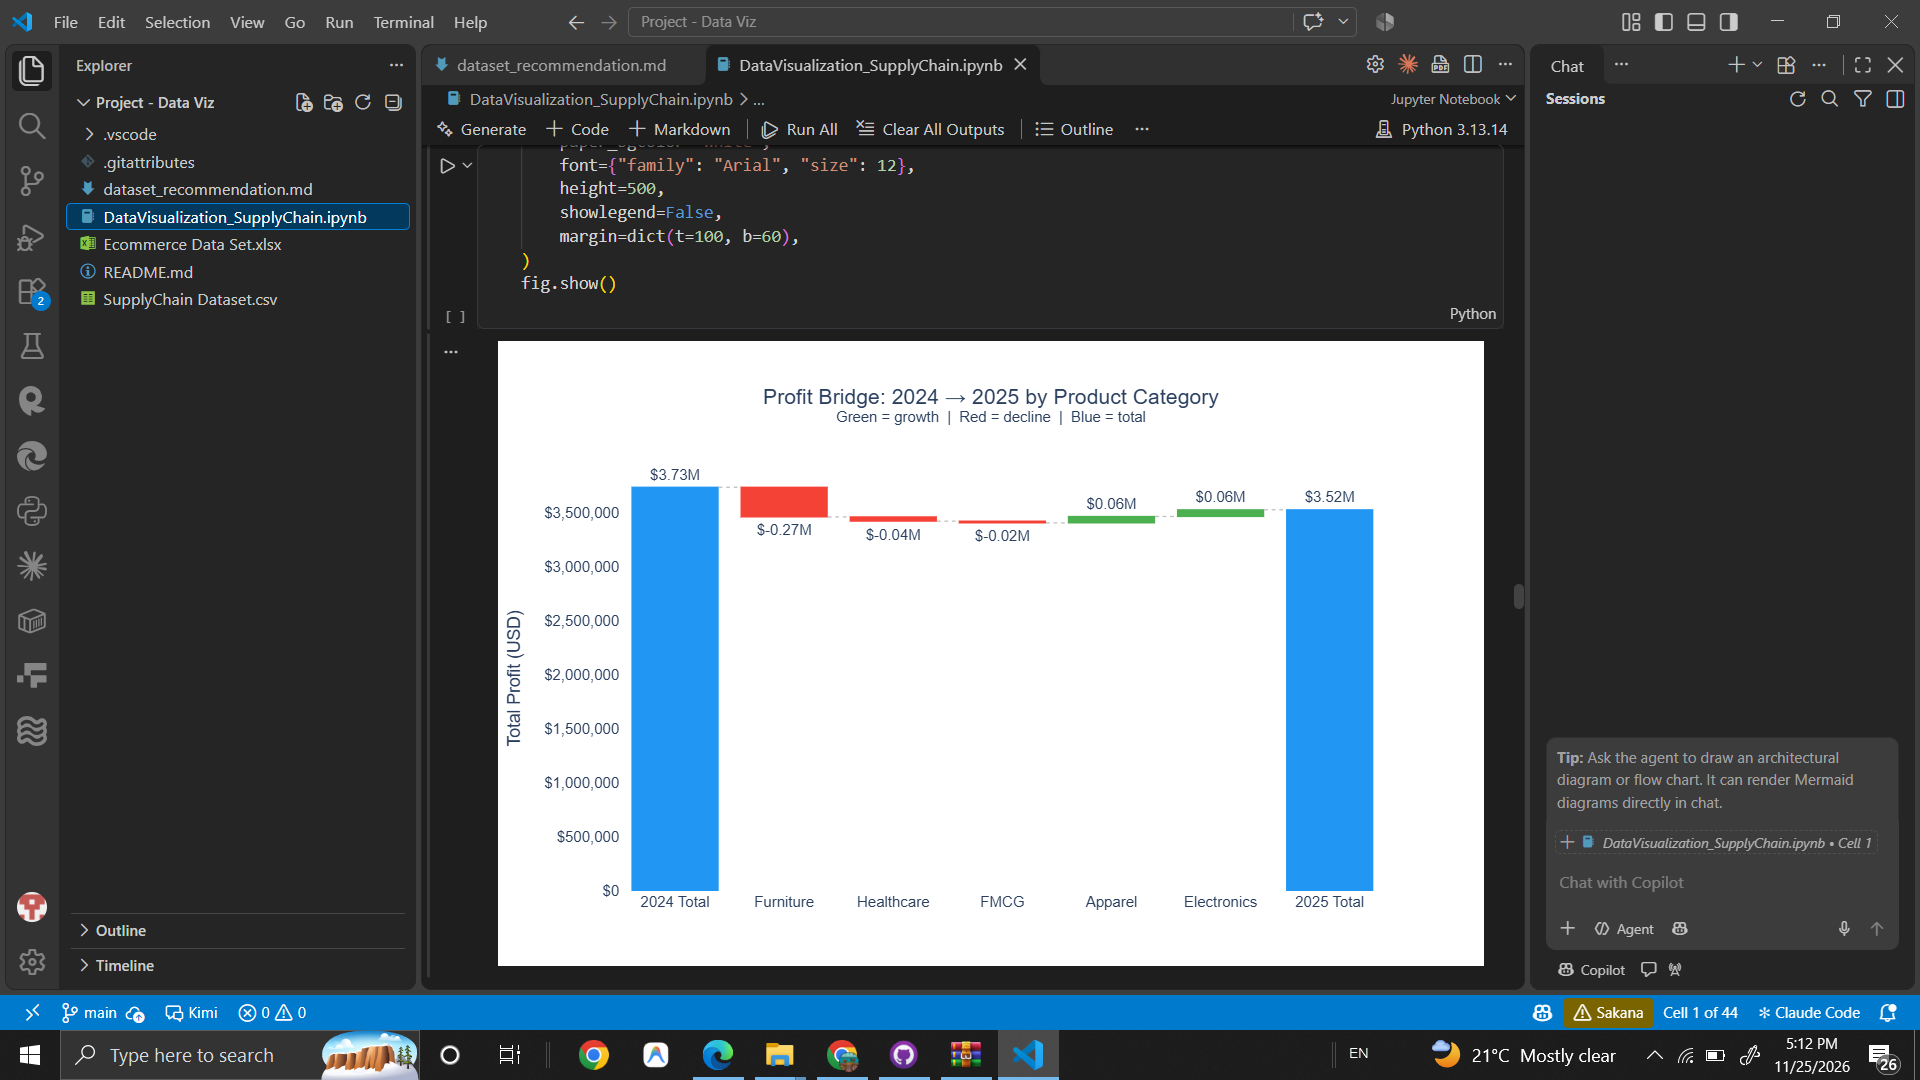 File Edit Selection View Go Run Terminal Help
Project - Data Viz
Explorer
Project - Data Viz
.vscode
.gitattributes
dataset_recommendation.md
DataVisualization_SupplyChain.ipynb
Ecommerce Data Set.xlsx
README.md
SupplyChain Dataset.csv
2
Outline
Timeline
dataset_recommendation.md
DataVisualization_SupplyChain.ipynb
DataVisualization_SupplyChain.ipynb > ...
Jupyter Notebook
Generate + Code + Markdown Run All Clear All Outputs Outline ...
Python 3.13.14
font={"family": "Arial", "size": 12},
height=500,
showlegend=False,
margin=dict(t=100, b=60),
)
fig.show()
[ ]
Python
Profit Bridge: 2024 → 2025 by Product Category
Green = growth | Red = decline | Blue = total
Total Profit (USD)
$3,500,000
$3,000,000
$2,500,000
$2,000,000
$1,500,000
$1,000,000
$500,000
$0
$3.73M
$-0.27M
$-0.04M
$-0.02M
$0.06M
$0.06M
$3.52M
2024 Total Furniture Healthcare FMCG Apparel Electronics 2025 Total
Chat
Sessions
Tip: Ask the agent to draw an architectural
diagram or flow chart. It can render Mermaid
diagrams directly in chat.
DataVisualization_SupplyChain.ipynb • Cell 1
Chat with Copilot
Agent
Copilot
main Kimi 0 0
Sakana Cell 1 of 44 Claude Code
Type here to search
EN
21°C Mostly clear
5:12 PM
11/25/2026
26